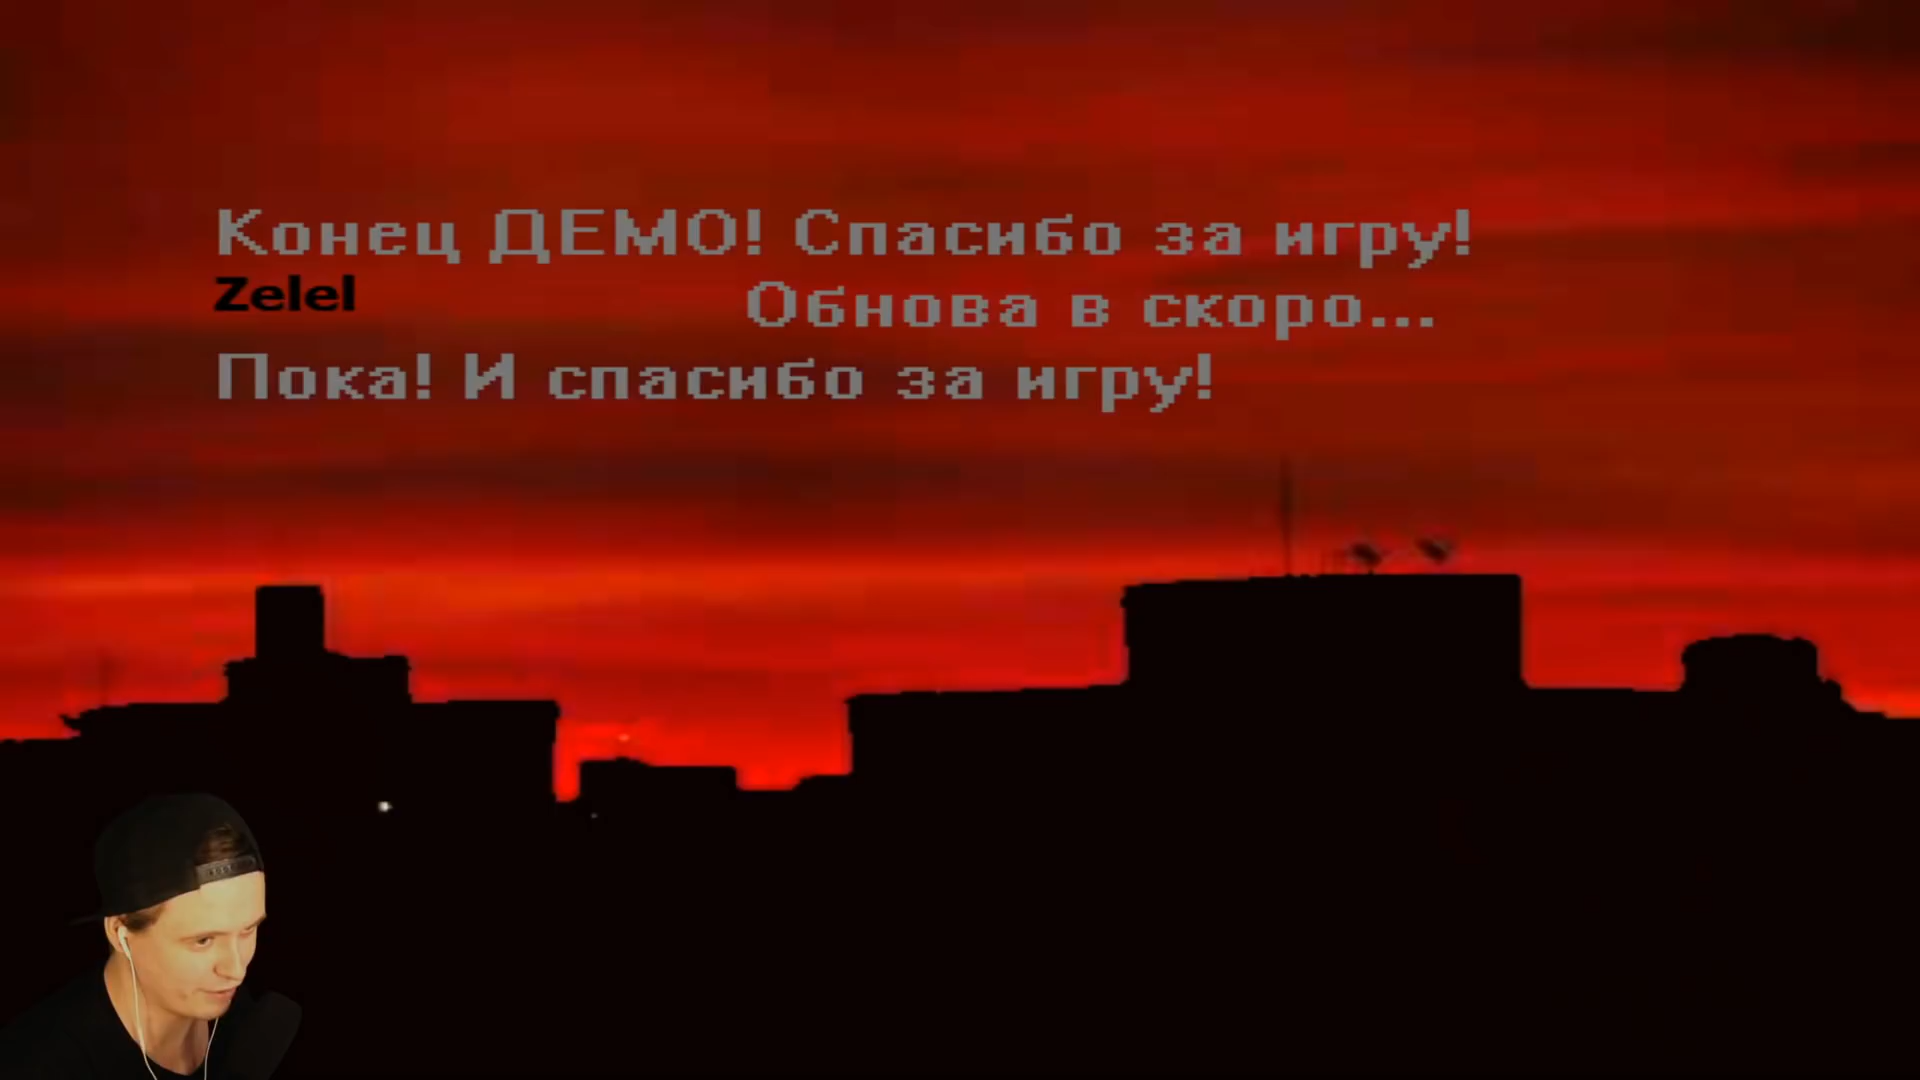 Конец ДЕМО! Спасибо за игру!
Zelel Обнова в скоро...
Пока! И спасибо за игру!